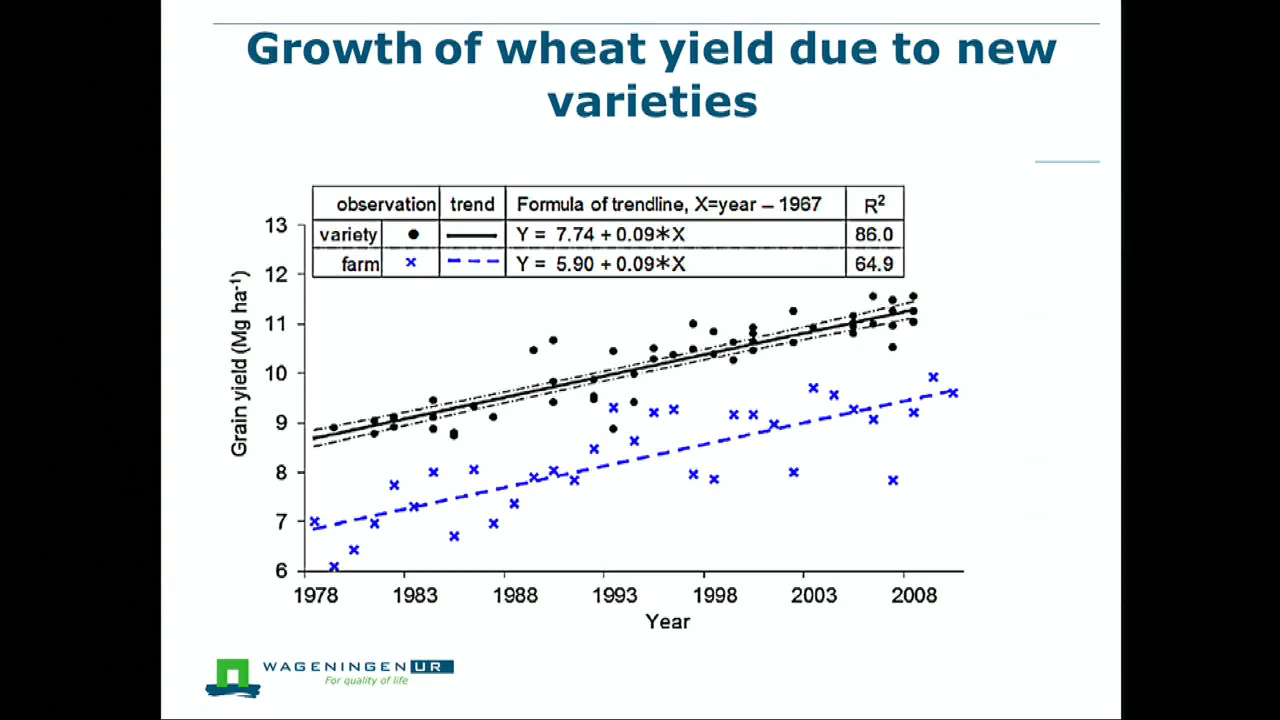 Growth of wheat yield due to new
varieties
observation trend Formula of trendline, X=year – 1967 R²
variety Y = 7.74 + 0.09*X 86.0
farm Y = 5.90 + 0.09*X 64.9
13
12
11
10
9
8
7
6
Grain yield (Mg ha⁻¹)
1978 1983 1988 1993 1998 2003 2008
Year
WAGENINGEN UR
For quality of life